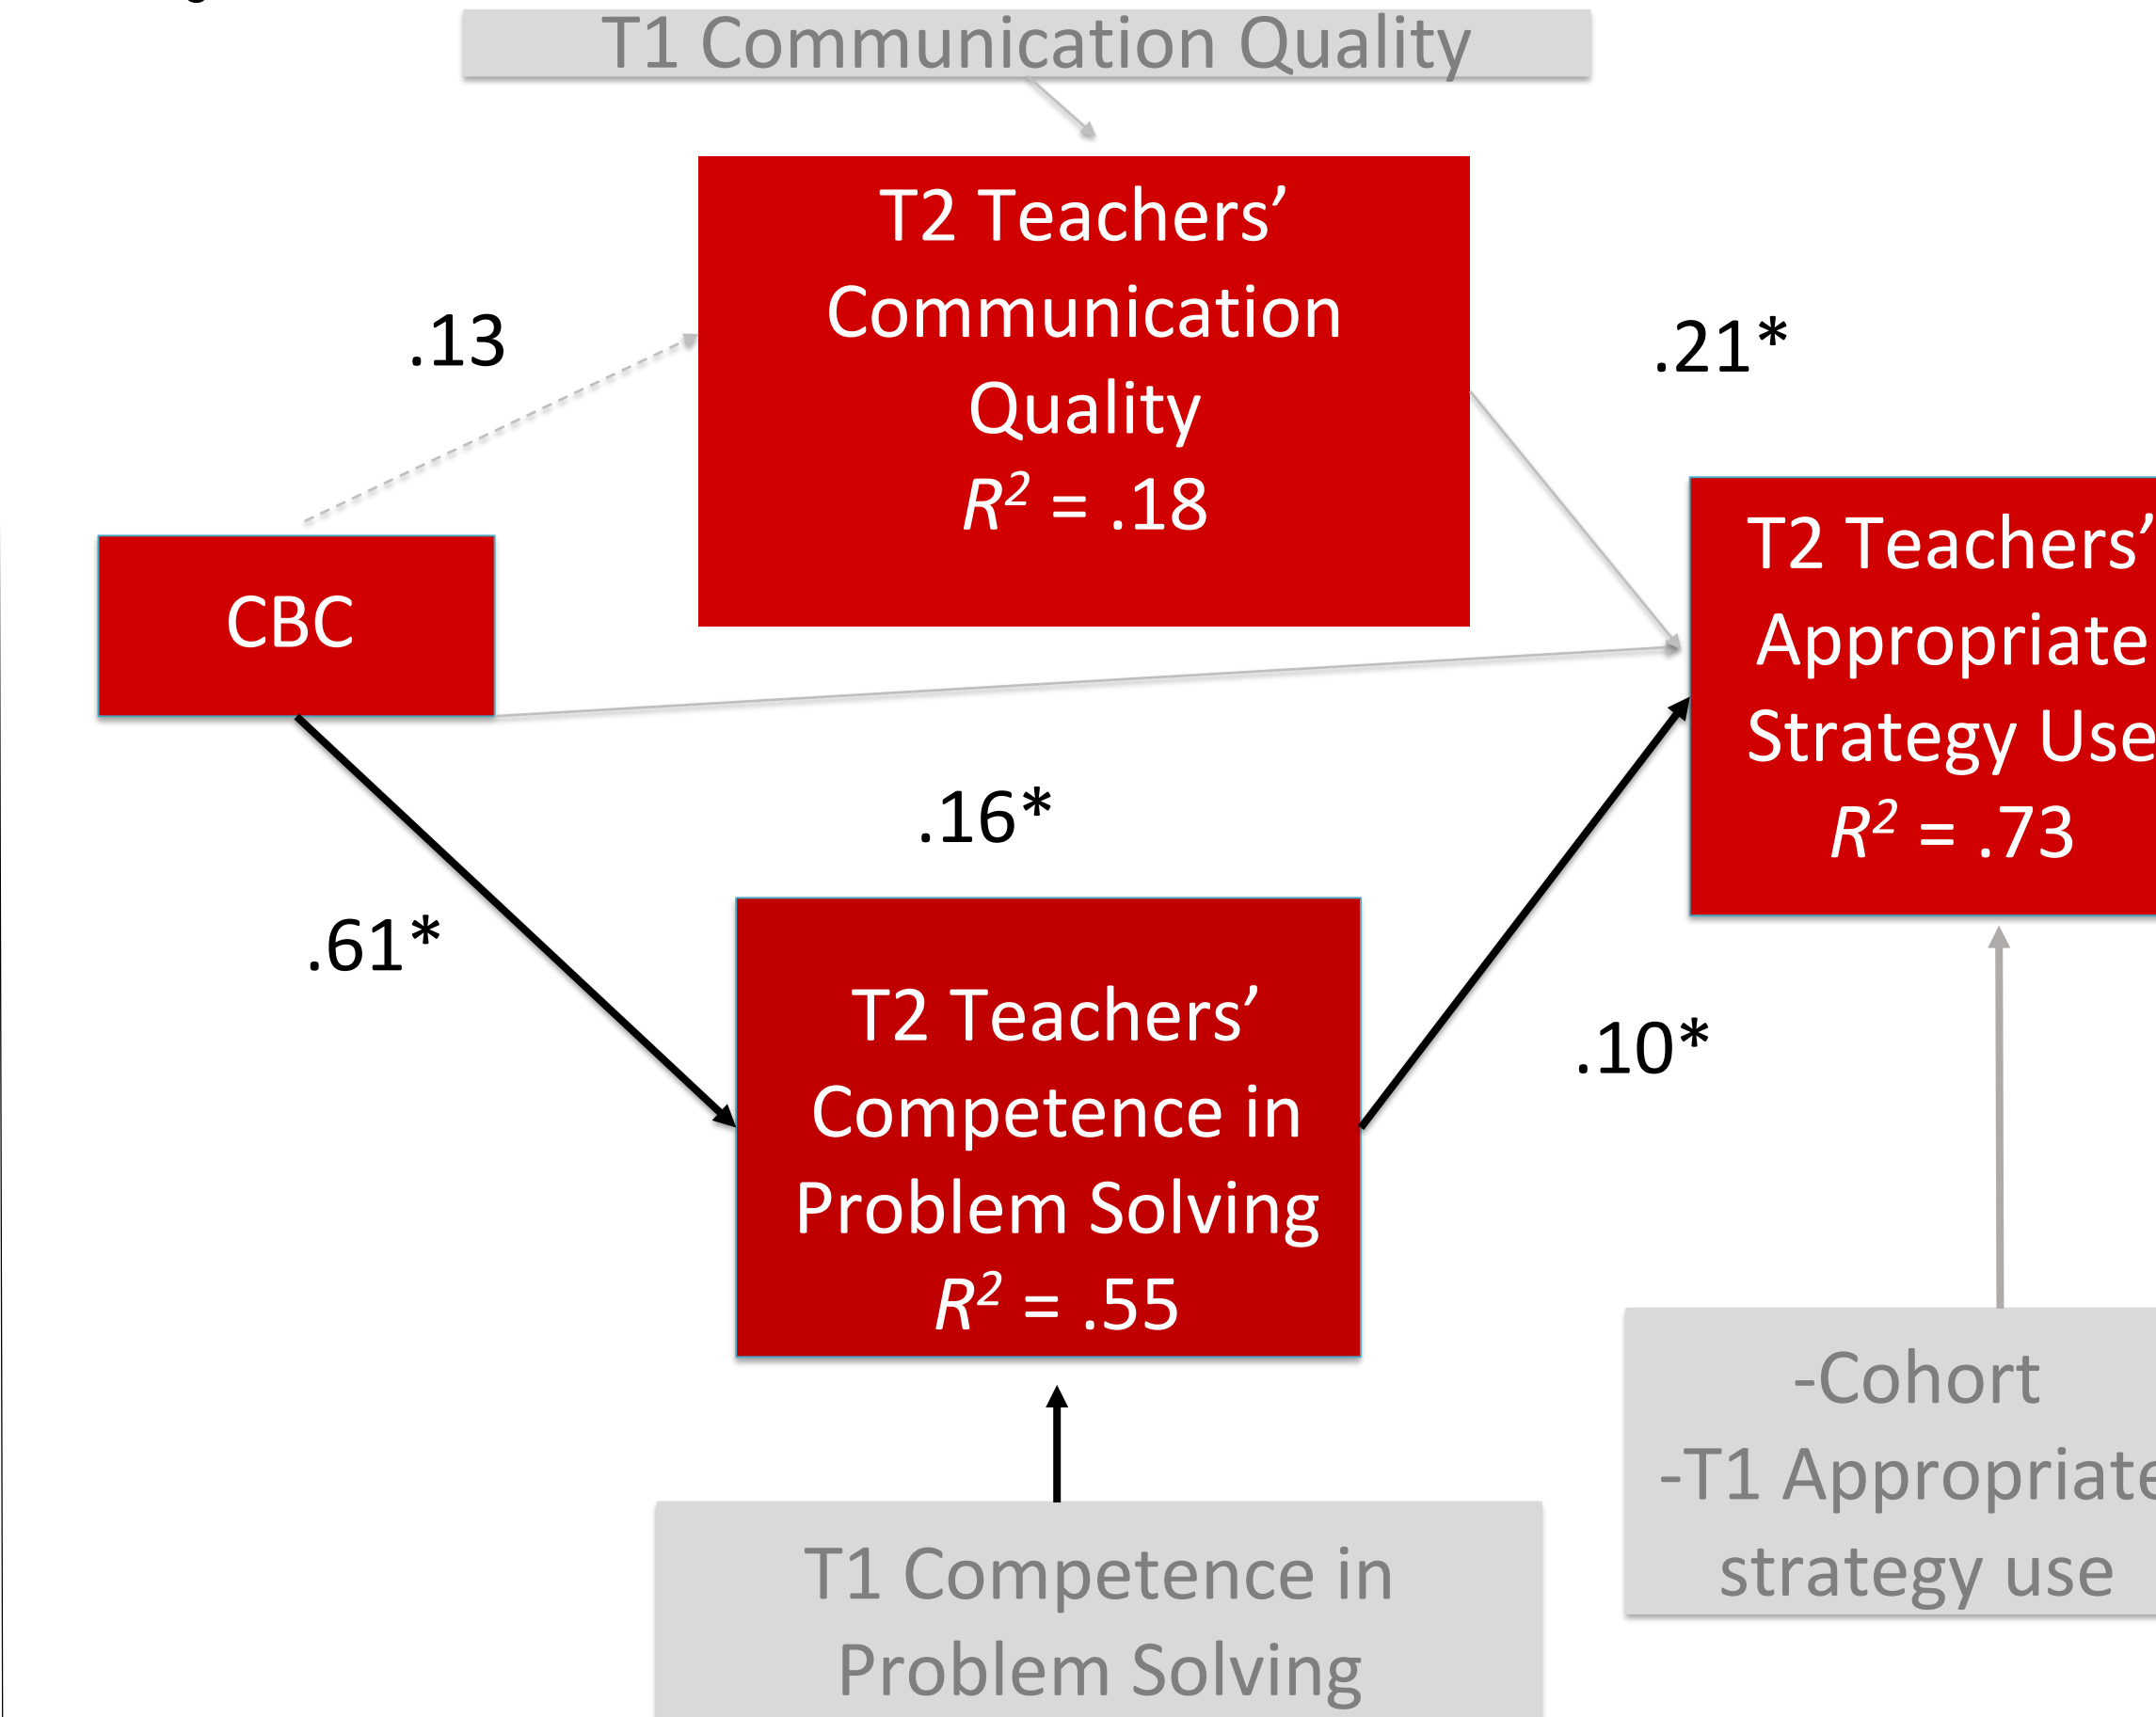 T1 Communication Quality
T2 Teachers’
Communication
Quality
R² = .18
.13
.21*
CBC
T2 Teachers’
Appropriate
Strategy Use
R² = .73
.16*
.61*
.10*
T2 Teachers’
Competence in
Problem Solving
R² = .55
-Cohort
-T1 Appropriate
strategy use
T1 Competence in
Problem Solving